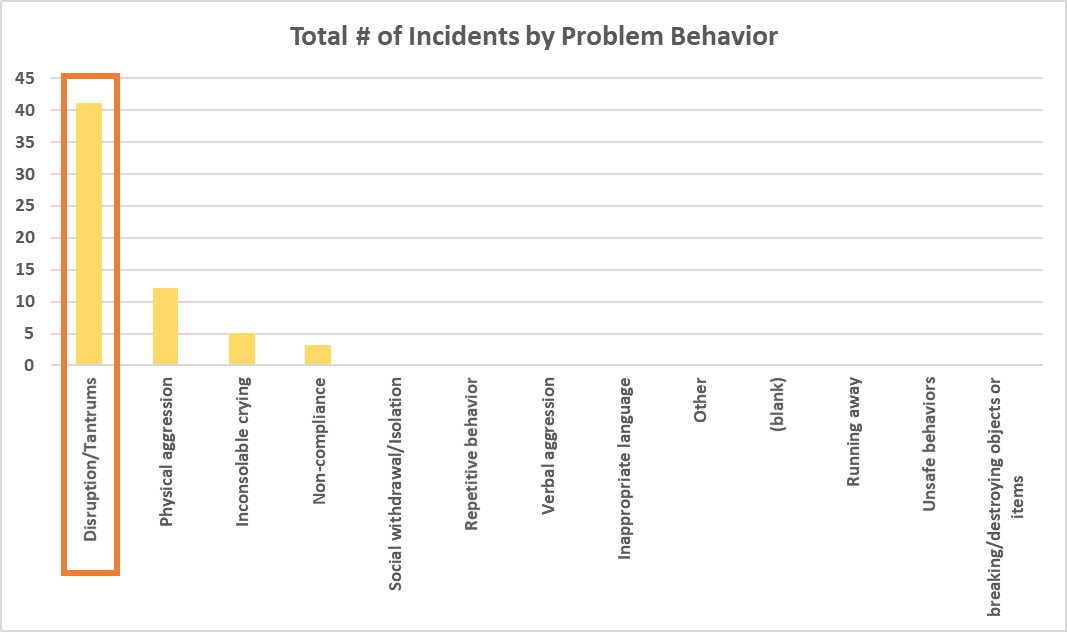 Total # of Incidents by Problem Behavior
45
40
35
30
25
20
15
10
5
0
Disruption/Tantrums
Physical aggression
Inconsolable crying
Non-compliance
Social withdrawal/Isolation
Repetitive behavior
Verbal aggression
Inappropriate language
Other
(blank)
Running away
Unsafe behaviors
breaking/destroying objects or
items